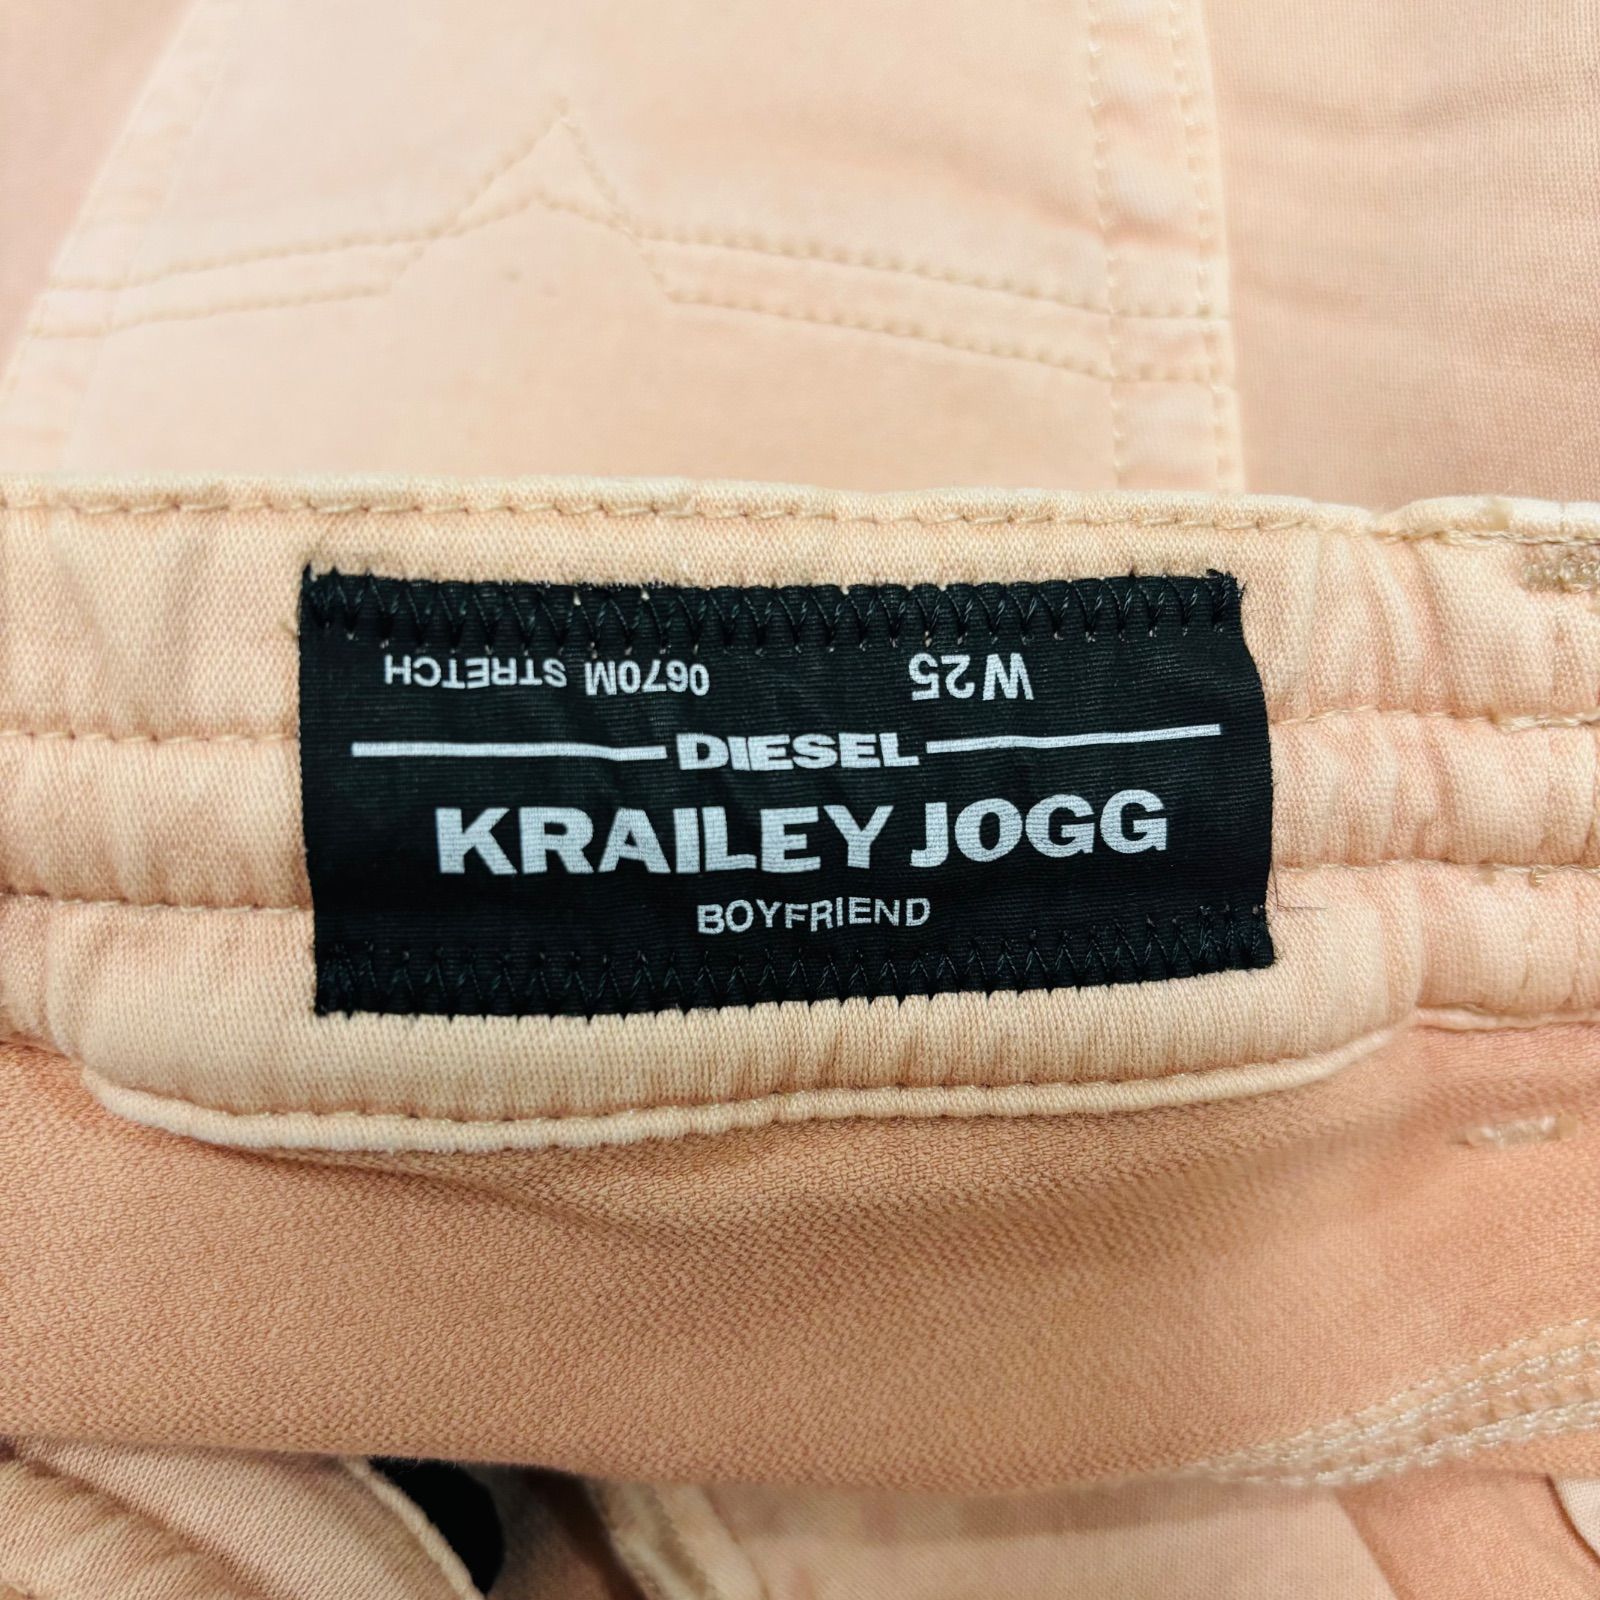 W25 0670M STRETCH
DIESEL
KRAILEY JOGG
BOYFRIEND